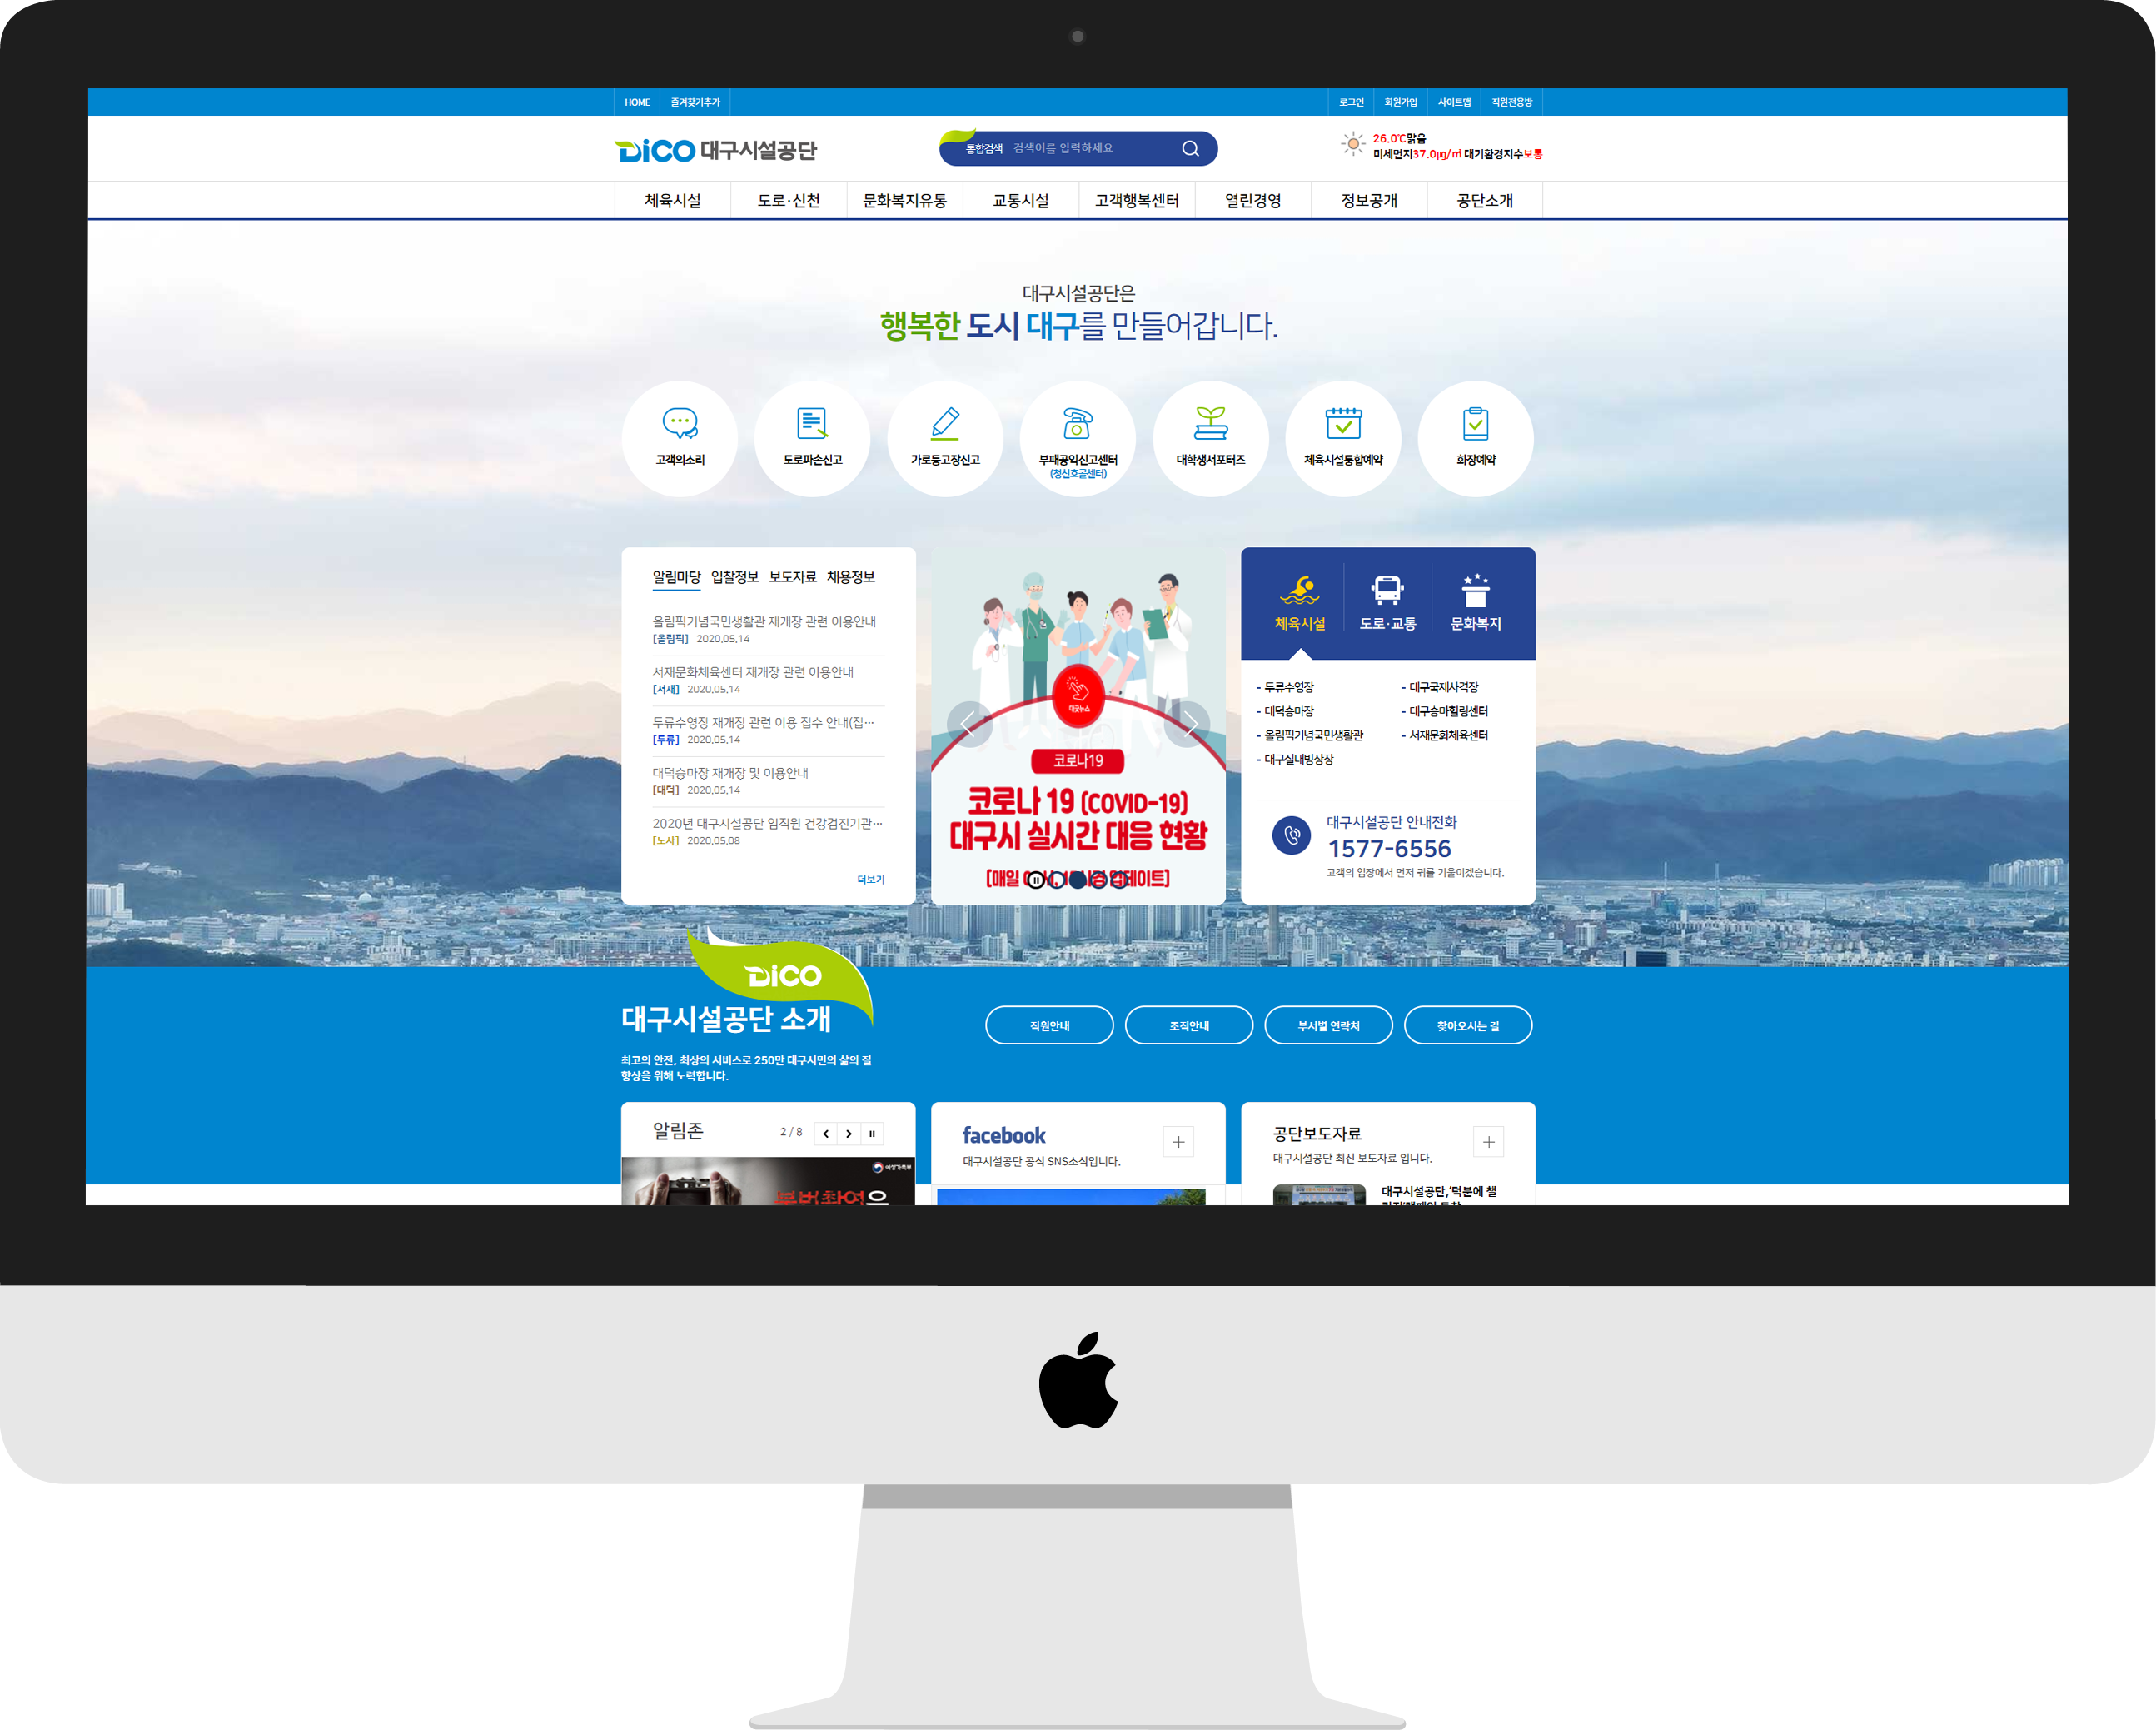 HOME 즐겨찾기추가 로그인 회원가입 사이트맵 직원전용방
DiCO 대구시설공단 통합검색 검색어를 입력하세요
26.0℃맑음
미세먼지37.0㎍/㎥ 대기환경지수보통
체육시설 도로·신천 문화복지유통 교통시설 고객행복센터 열린경영 정보공개 공단소개
대구시설공단은
행복한 도시 대구를 만들어갑니다.
고객의소리 도로파손신고 가로등고장신고 부패공익신고센터 대학생서포터즈 체육시설통합예약 화장예약
(청신호콜센터)
알림마당 입찰정보 보도자료 채용정보
올림픽기념국민생활관 재개장 관련 이용안내
[올림픽] 2020.05.14
서재문화체육센터 재개장 관련 이용안내
[서재] 2020.05.14
두류수영장 재개장 관련 이용 접수 안내(접…
[두류] 2020.05.14
대덕승마장 재개장 및 이용안내
[대덕] 2020.05.14
2020년 대구시설공단 임직원 건강검진기관…
[노사] 2020.05.08
더보기
대굿뉴스
코로나19
코로나 19 (COVID-19)
대구시 실시간 대응 현황
[매일 업데이트]
체육시설 도로·교통 문화복지
- 두류수영장 - 대구국제사격장
- 대덕승마장 - 대구승마힐링센터
- 올림픽기념국민생활관 - 서재문화체육센터
- 대구실내빙상장
대구시설공단 안내전화
1577-6556
고객의 입장에서 먼저 귀를 기울이겠습니다.
DiCO
대구시설공단 소개
직원안내 조직안내 부서별 연락처 찾아오시는 길
최고의 안전, 최상의 서비스로 250만 대구시민의 삶의 질
향상을 위해 노력합니다.
알림존 2 / 8
여성가족부
불법촬영은
facebook
대구시설공단 공식 SNS소식입니다.
공단보도자료
대구시설공단 최신 보도자료 입니다.
대구시설공단,'덕분에 챌